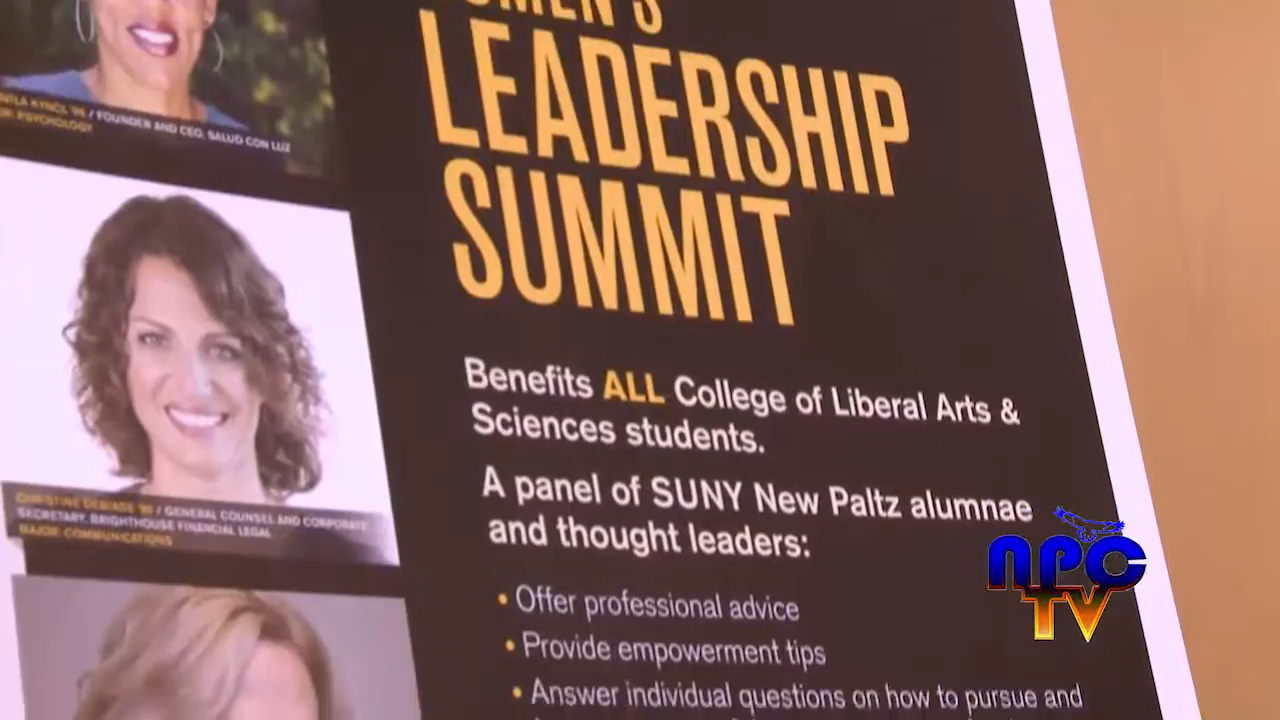 LEADERSHIP
SUMMIT
Benefits ALL College of Liberal Arts &
Sciences students.
A panel of SUNY New Paltz alumnae
and thought leaders:
• Offer professional advice
• Provide empowerment tips
• Answer individual questions on how to pursue and
/ FOUNDER AND CEO, SALUD CON LUZ
PSYCHOLOGY
CHRISTINE / GENERAL COUNSEL AND CORPORATE
SECRETARY, BRIGHTHOUSE FINANCIAL LEGAL
MAJOR: COMMUNICATIONS
NPC
TV